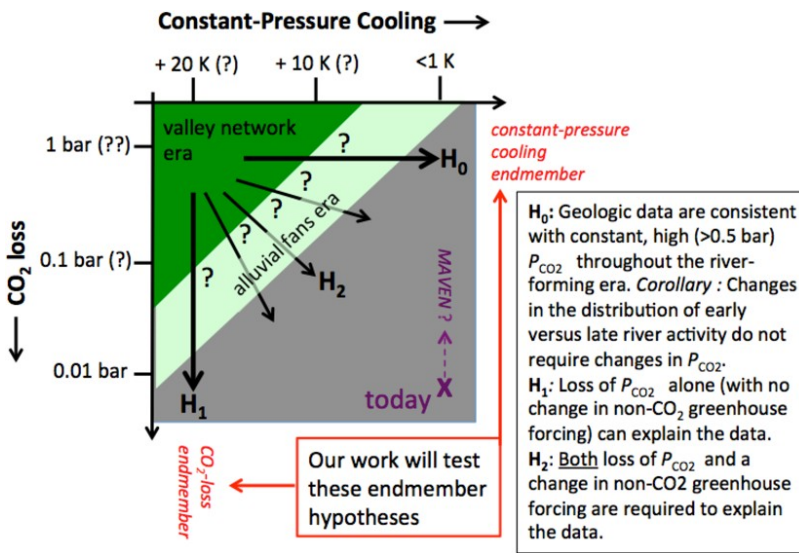 Constant-Pressure Cooling
+ 20 K (?)
+ 10 K (?)
<1 K
CO2 loss
1 bar (??)
0.1 bar (?)
0.01 bar
valley network
era
?
?
?
?
?
alluvial fans era
H0
H2
H1
MAVEN ?
today X
constant-pressure
cooling
endmember
CO2-loss
endmember
Our work will test
these endmember
hypotheses
H0: Geologic data are consistent
with constant, high (>0.5 bar)
PCO2 throughout the river-
forming era. Corollary : Changes
in the distribution of early
versus late river activity do not
require changes in PCO2.
H1: Loss of PCO2 alone (with no
change in non-CO2 greenhouse
forcing) can explain the data.
H2: Both loss of PCO2 and a
change in non-CO2 greenhouse
forcing are required to explain
the data.